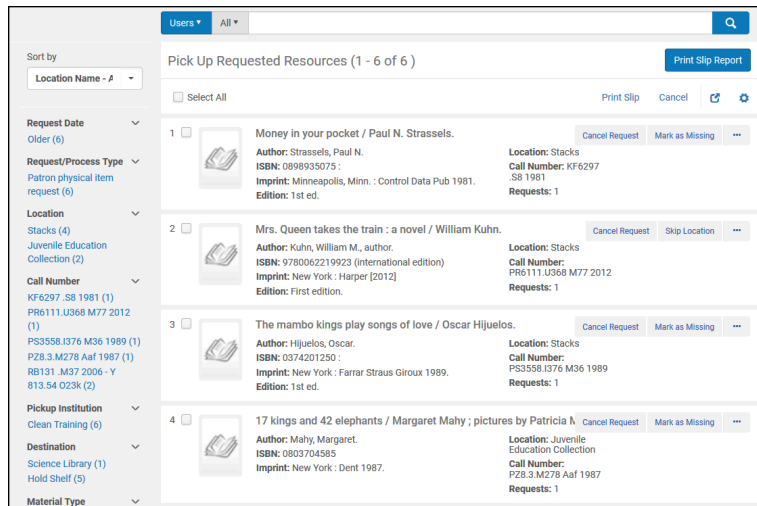 Users All
Sort by
Location Name - A
Request Date
Older (6)
Request/Process Type
Patron physical item
request (6)
Location
Stacks (4)
Juvenile Education
Collection (2)
Call Number
KF6297 .S8 1981 (1)
PR6111.U368 M77 2012
(1)
PS3558.I376 M36 1989 (1)
PZ8.3.M278 Aaf 1987 (1)
RB131 .M37 2006 - Y
813.54 O23k (2)
Pickup Institution
Clean Training (6)
Destination
Science Library (1)
Hold Shelf (5)
Material Type
Pick Up Requested Resources (1 - 6 of 6 )
Print Slip Report
Select All
Print Slip Cancel
1
Money in your pocket / Paul N. Strassels.
Cancel Request Mark as Missing ...
Author: Strassels, Paul N.
ISBN: 0898935075 :
Imprint: Minneapolis, Minn. : Control Data Pub 1981.
Edition: 1st ed.
Location: Stacks
Call Number: KF6297
.S8 1981
Requests: 1
2
Mrs. Queen takes the train : a novel / William Kuhn.
Cancel Request Skip Location ...
Author: Kuhn, William M., author.
ISBN: 9780062219923 (international edition)
Imprint: New York : Harper [2012]
Edition: First edition.
Location: Stacks
Call Number:
PR6111.U368 M77 2012
Requests: 1
3
The mambo kings play songs of love / Oscar Hijuelos.
Cancel Request Mark as Missing ...
Author: Hijuelos, Oscar.
ISBN: 0374201250 :
Imprint: New York : Farrar Straus Giroux 1989.
Edition: 1st ed.
Location: Stacks
Call Number:
PS3558.I376 M36 1989
Requests: 1
4
17 kings and 42 elephants / Margaret Mahy ; pictures by Patricia M
Cancel Request Mark as Missing ...
Author: Mahy, Margaret.
ISBN: 0803704585
Imprint: New York : Dent 1987.
Location: Juvenile
Education Collection
Call Number:
PZ8.3.M278 Aaf 1987
Requests: 1